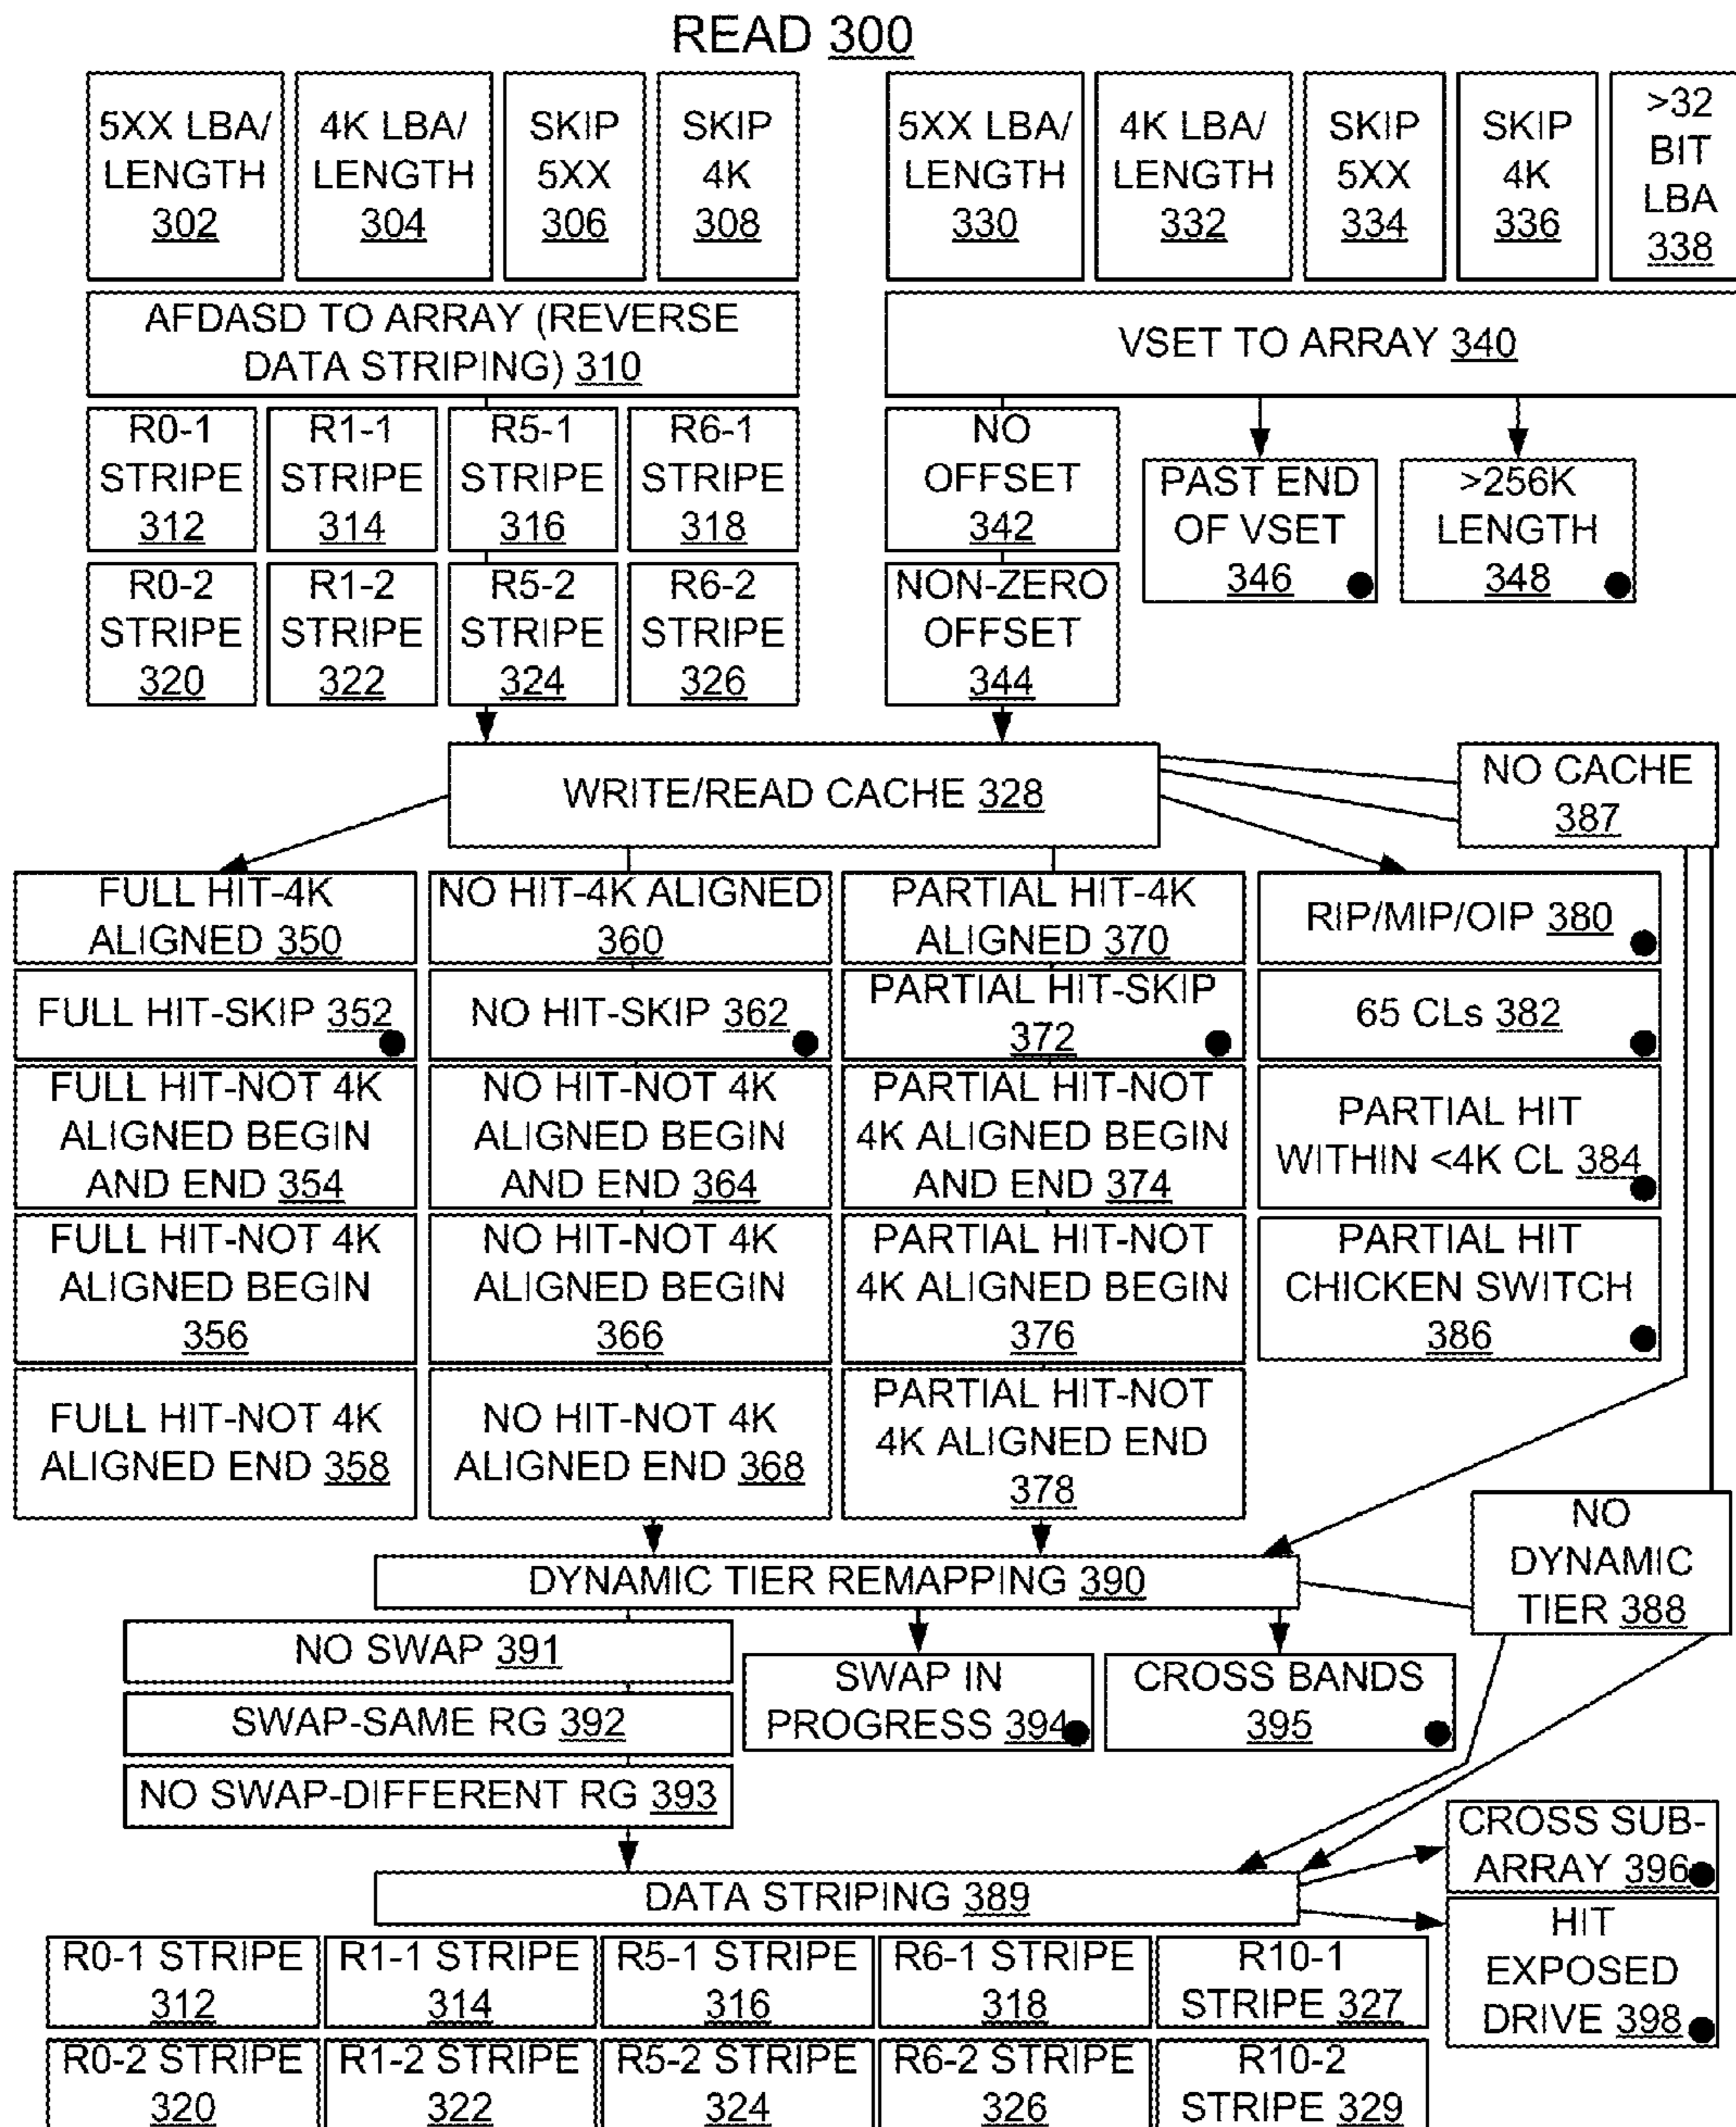 READ 300
5XX LBA/
LENGTH
302
4K LBA/
LENGTH
304
SKIP
5XX
306
SKIP
4K
308
5XX LBA/
LENGTH
330
4K LBA/
LENGTH
332
SKIP
5XX
334
SKIP
4K
336
>32
BIT
LBA
338
AFDASD TO ARRAY (REVERSE
DATA STRIPING) 310
VSET TO ARRAY 340
R0-1
STRIPE
312
R1-1
STRIPE
314
R5-1
STRIPE
316
R6-1
STRIPE
318
NO
OFFSET
342
PAST END
OF VSET
346
>256K
LENGTH
348
R0-2
STRIPE
320
R1-2
STRIPE
322
R5-2
STRIPE
324
R6-2
STRIPE
326
NON-ZERO
OFFSET
344
WRITE/READ CACHE 328
NO CACHE
387
FULL HIT-4K
ALIGNED 350
NO HIT-4K ALIGNED
360
PARTIAL HIT-4K
ALIGNED 370
RIP/MIP/OIP 380
FULL HIT-SKIP 352
NO HIT-SKIP 362
PARTIAL HIT-SKIP
372
65 CLs 382
FULL HIT-NOT 4K
ALIGNED BEGIN
AND END 354
NO HIT-NOT 4K
ALIGNED BEGIN
AND END 364
PARTIAL HIT-NOT
4K ALIGNED BEGIN
AND END 374
PARTIAL HIT
WITHIN <4K CL 384
FULL HIT-NOT 4K
ALIGNED BEGIN
356
NO HIT-NOT 4K
ALIGNED BEGIN
366
PARTIAL HIT-NOT
4K ALIGNED BEGIN
376
PARTIAL HIT
CHICKEN SWITCH
386
FULL HIT-NOT 4K
ALIGNED END 358
NO HIT-NOT 4K
ALIGNED END 368
PARTIAL HIT-NOT
4K ALIGNED END
378
NO
DYNAMIC
TIER 388
DYNAMIC TIER REMAPPING 390
NO SWAP 391
SWAP-SAME RG 392
NO SWAP-DIFFERENT RG 393
SWAP IN
PROGRESS 394
CROSS BANDS
395
DATA STRIPING 389
CROSS SUB-
ARRAY 396
HIT
EXPOSED
DRIVE 398
R0-1 STRIPE
312
R1-1 STRIPE
314
R5-1 STRIPE
316
R6-1 STRIPE
318
R10-1
STRIPE 327
R0-2 STRIPE
320
R1-2 STRIPE
322
R5-2 STRIPE
324
R6-2 STRIPE
326
R10-2
STRIPE 329